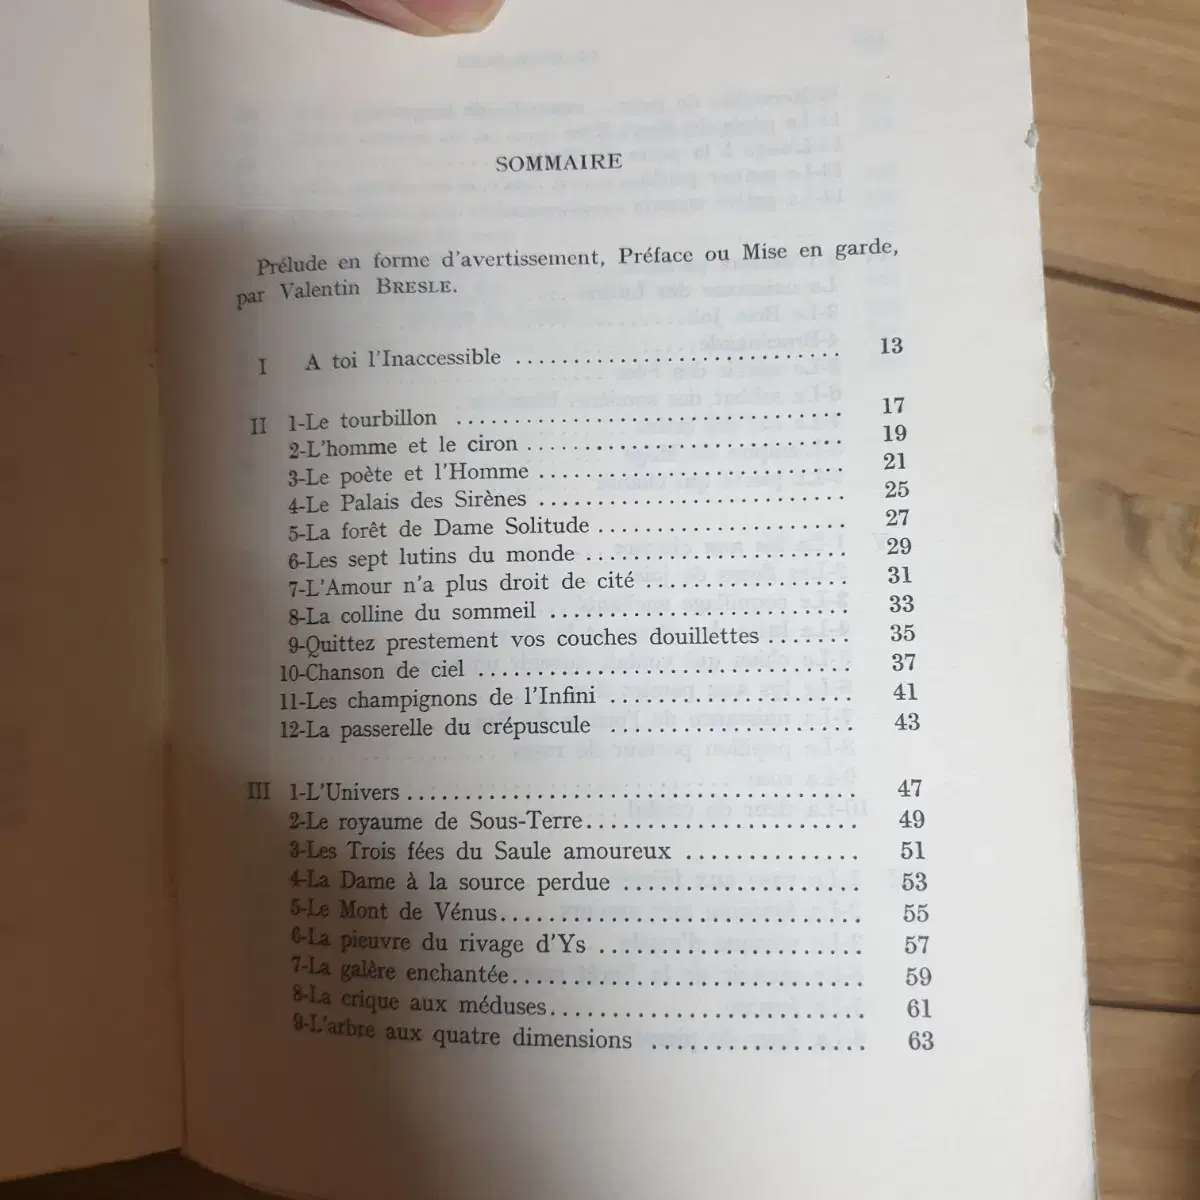 SOMMAIRE
Prélude en forme d'avertissement, Préface ou Mise en garde,
par Valentin BRESLE.
I A toi l'Inaccessible .............................. 13
II 1-Le tourbillon .................................. 17
2-L'homme et le ciron ............................ 19
3-Le poète et l'Homme ........................... 21
4-Le Palais des Sirènes ............................ 25
5-La forêt de Dame Solitude ...................... 27
6-Les sept lutins du monde ....................... 29
7-L'Amour n'a plus droit de cité .................. 31
8-La colline du sommeil .......................... 33
9-Quittez prestement vos couches douillettes ....... 35
10-Chanson de ciel ................................ 37
11-Les champignons de l'Infini ..................... 41
12-La passerelle du crépuscule ..................... 43
III 1-L'Univers ...................................... 47
2-Le royaume de Sous-Terre........................ 49
3-Les Trois fées du Saule amoureux ............... 51
4-La Dame à la source perdue ..................... 53
5-Le Mont de Vénus................................ 55
6-La pieuvre du rivage d'Ys ....................... 57
7-La galère enchantée.............................. 59
8-La crique aux méduses........................... 61
9-L'arbre aux quatre dimensions ................. 63